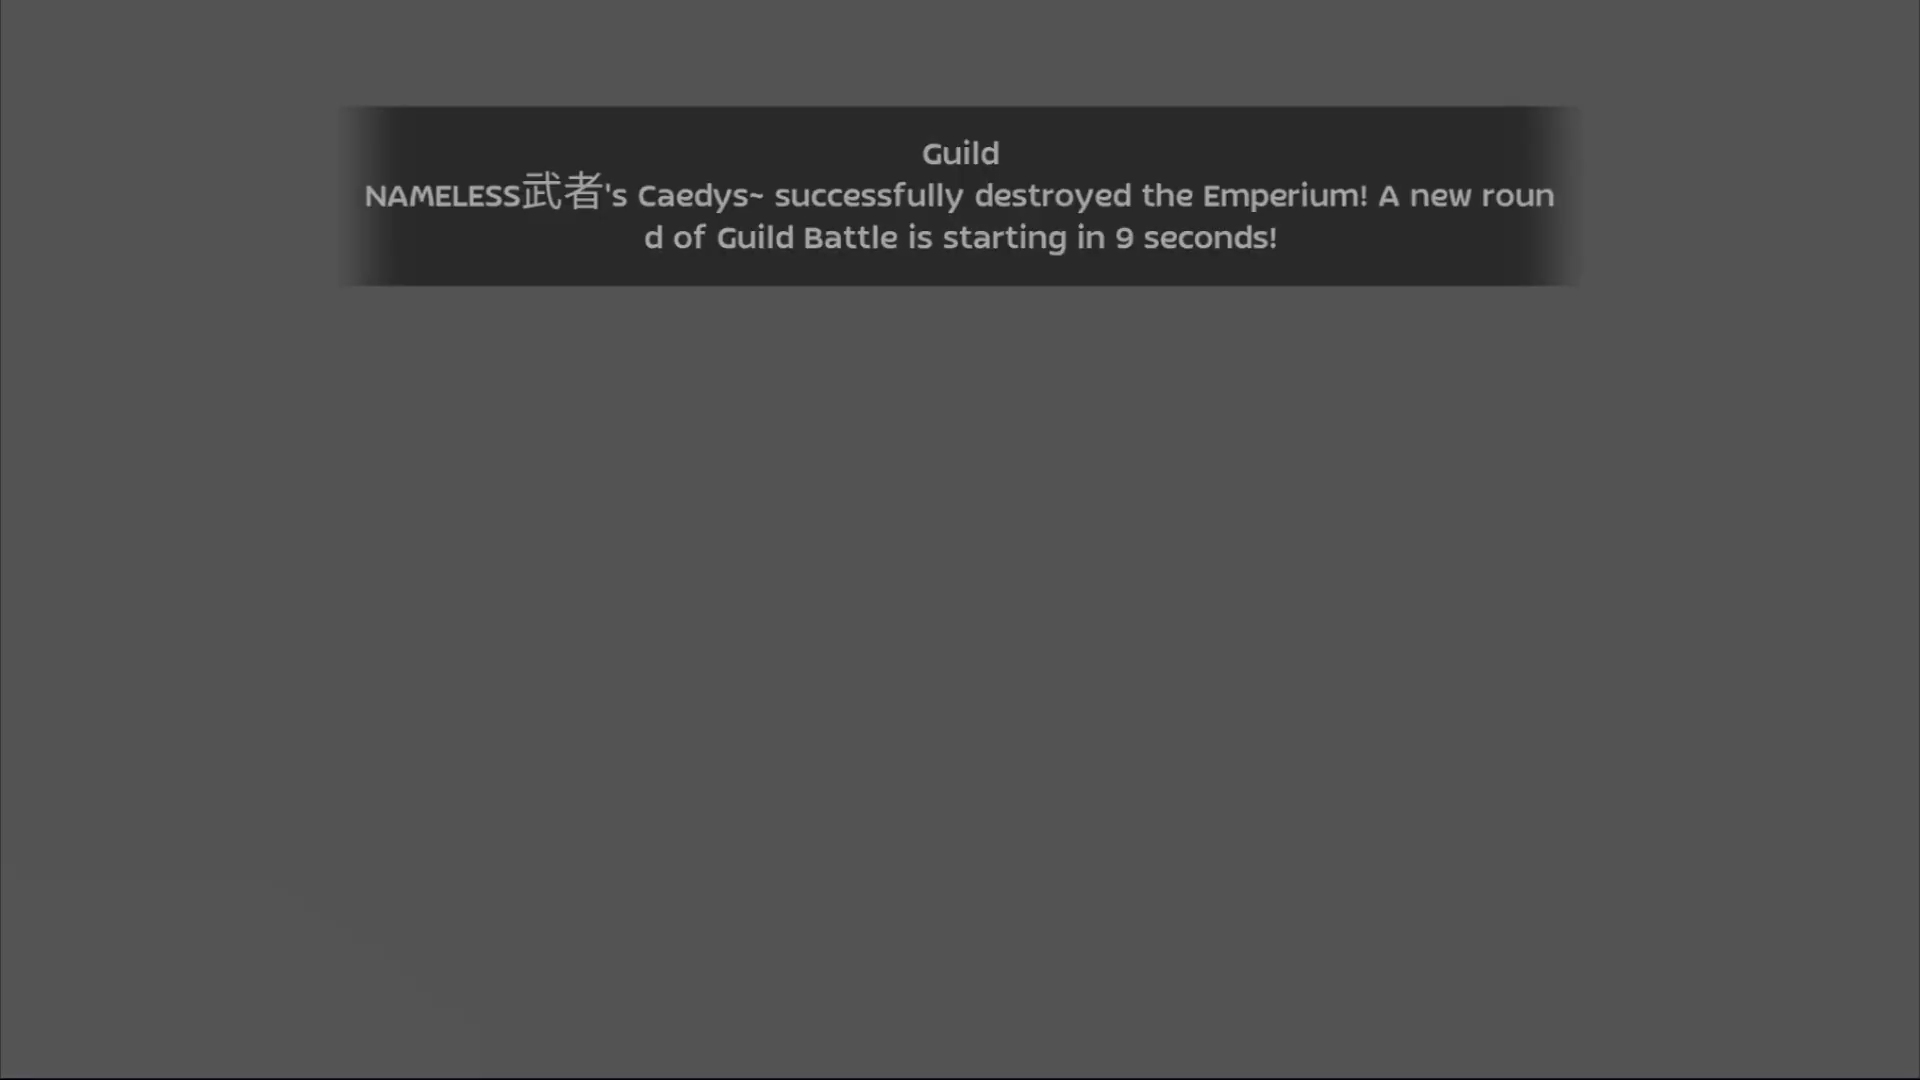 Guild
NAMELESS武者's Caedys~ successfully destroyed the Emperium! A new roun
d of Guild Battle is starting in 9 seconds!